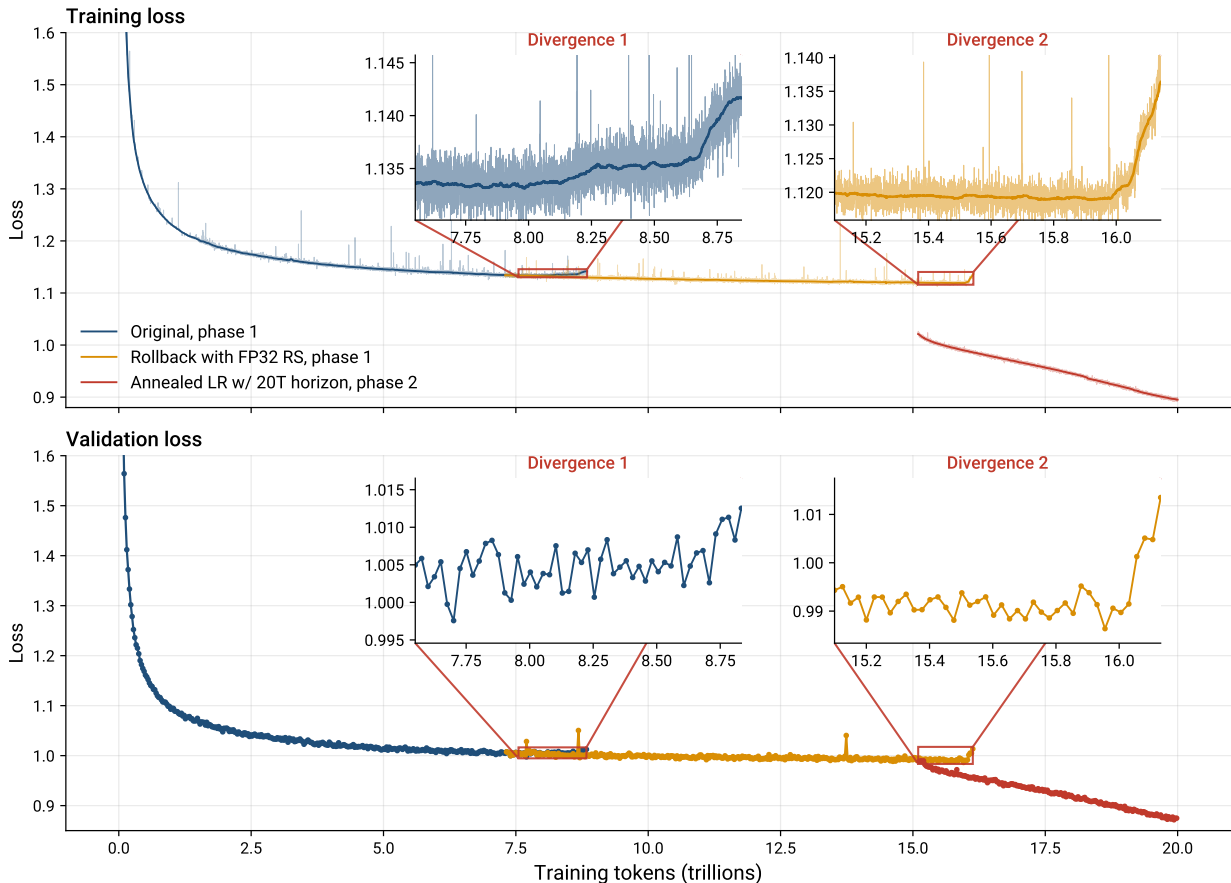 Training loss
Loss
1.6
1.5
1.4
1.3
1.2
1.1
1.0
0.9
Divergence 1
1.145
1.140
1.135
7.75 8.00 8.25 8.50 8.75
Divergence 2
1.140
1.135
1.130
1.125
1.120
15.2 15.4 15.6 15.8 16.0
Original, phase 1
Rollback with FP32 RS, phase 1
Annealed LR w/ 20T horizon, phase 2
Validation loss
Loss
1.6
1.5
1.4
1.3
1.2
1.1
1.0
0.9
Divergence 1
1.015
1.010
1.005
1.000
0.995
7.75 8.00 8.25 8.50 8.75
Divergence 2
1.01
1.00
0.99
15.2 15.4 15.6 15.8 16.0
0.0 2.5 5.0 7.5 10.0 12.5 15.0 17.5 20.0
Training tokens (trillions)